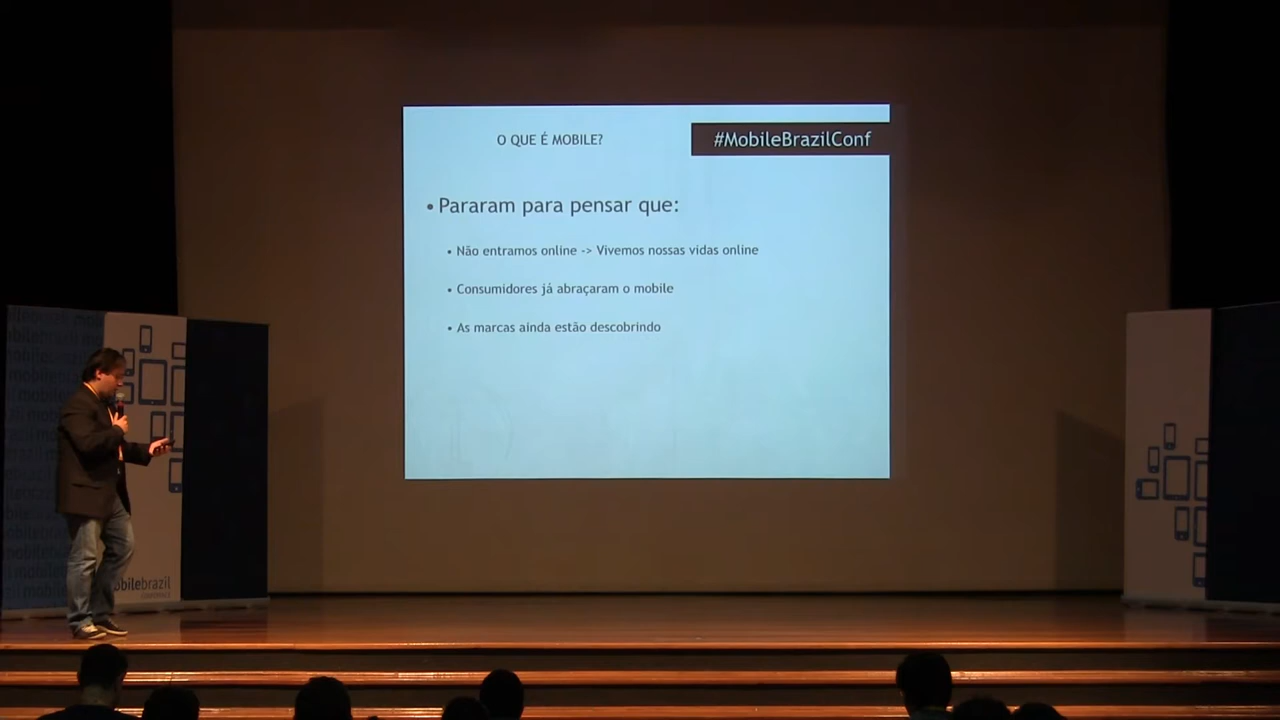 O QUE É MOBILE?
#MobileBrazilConf
• Pararam para pensar que:
• Não entramos online -> Vivemos nossas vidas online
• Consumidores já abraçaram o mobile
• As marcas ainda estão descobrindo
obilebrazil